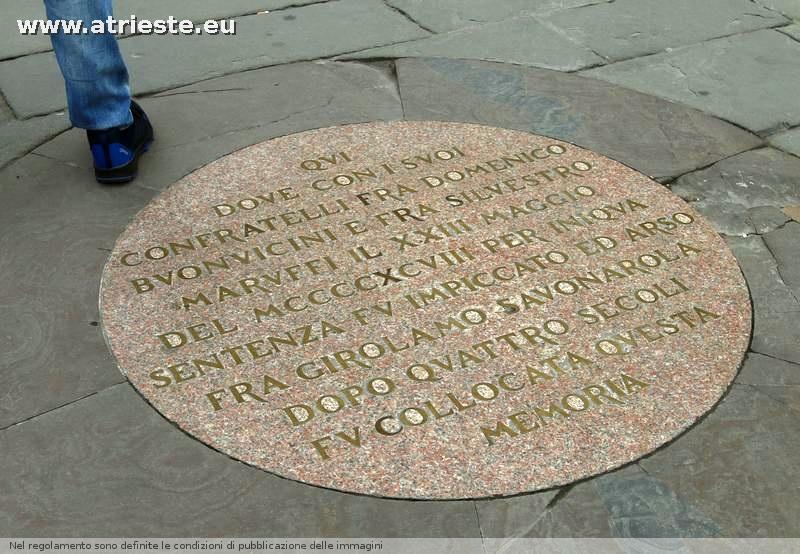 www.atrieste.eu
QVI
DOVE CON I SVOI
CONFRATELLI FRA DOMENICO
BVONVICINI E FRA SILVESTRO
MARVFFI IL XXIII MAGGIO
DEL MCCCCXCVIII PER INIQVA
SENTENZA FV IMPICCATO ED ARSO
FRA GIROLAMO SAVONAROLA
DOPO QVATTRO SECOLI
FV COLLOCATA QVESTA
MEMORIA
Nel regolamento sono definite le condizioni di pubblicazione delle immagini